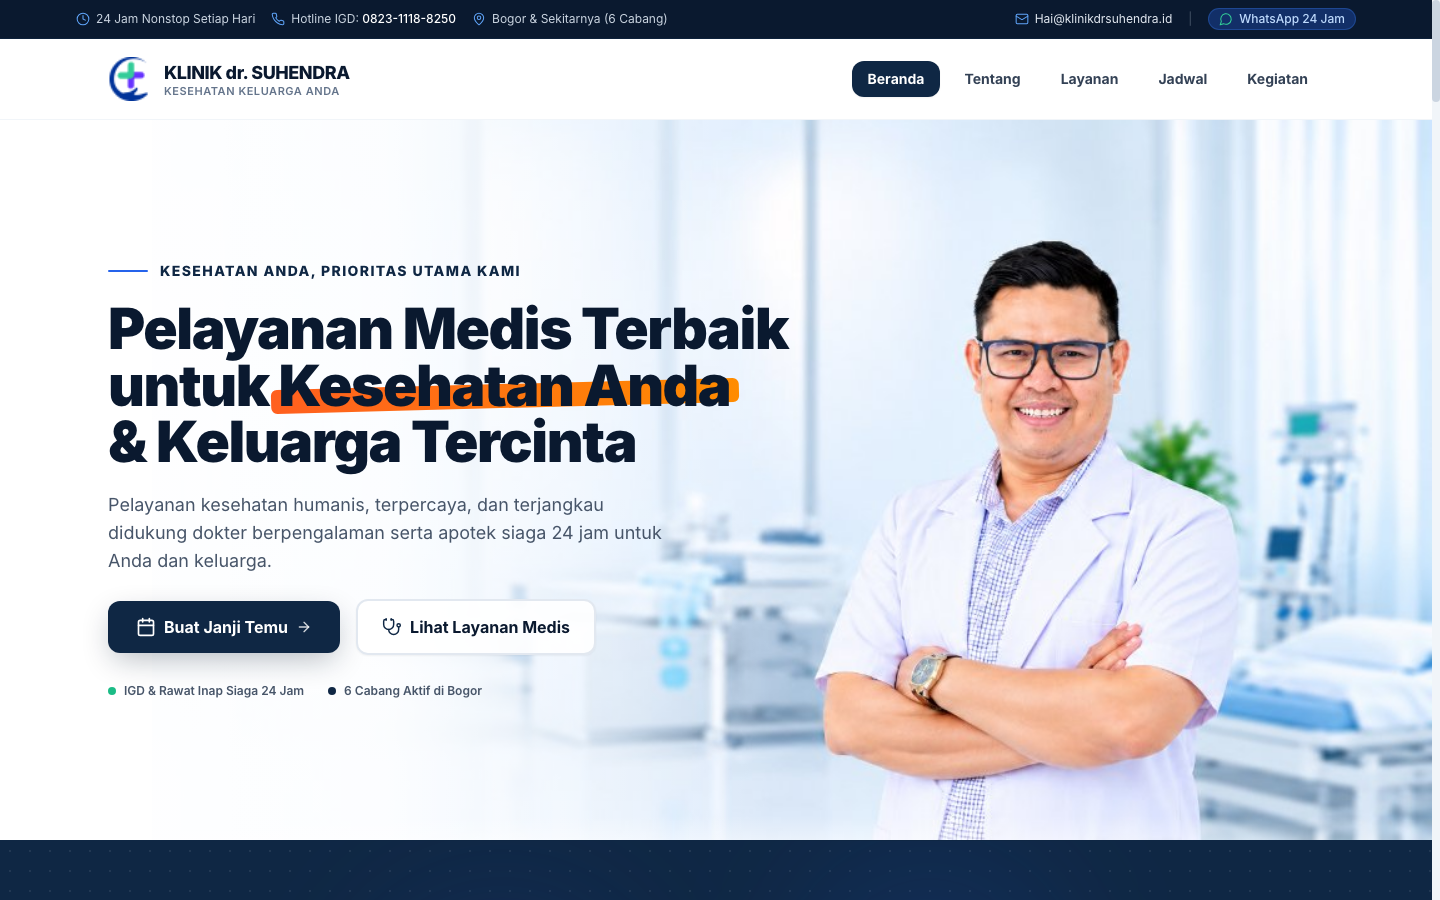 24 Jam Nonstop Setiap Hari
Hotline IGD: 0823-1118-8250
Bogor & Sekitarnya (6 Cabang)
Hai@klinikdrsuhendra.id
WhatsApp 24 Jam
KLINIK dr. SUHENDRA
KESEHATAN KELUARGA ANDA
Beranda
Tentang
Layanan
Jadwal
Kegiatan
KESEHATAN ANDA, PRIORITAS UTAMA KAMI
Pelayanan Medis Terbaik
untuk Kesehatan Anda
& Keluarga Tercinta
Pelayanan kesehatan humanis, terpercaya, dan terjangkau
didukung dokter berpengalaman serta apotek siaga 24 jam untuk
Anda dan keluarga.
Buat Janji Temu
Lihat Layanan Medis
IGD & Rawat Inap Siaga 24 Jam
6 Cabang Aktif di Bogor